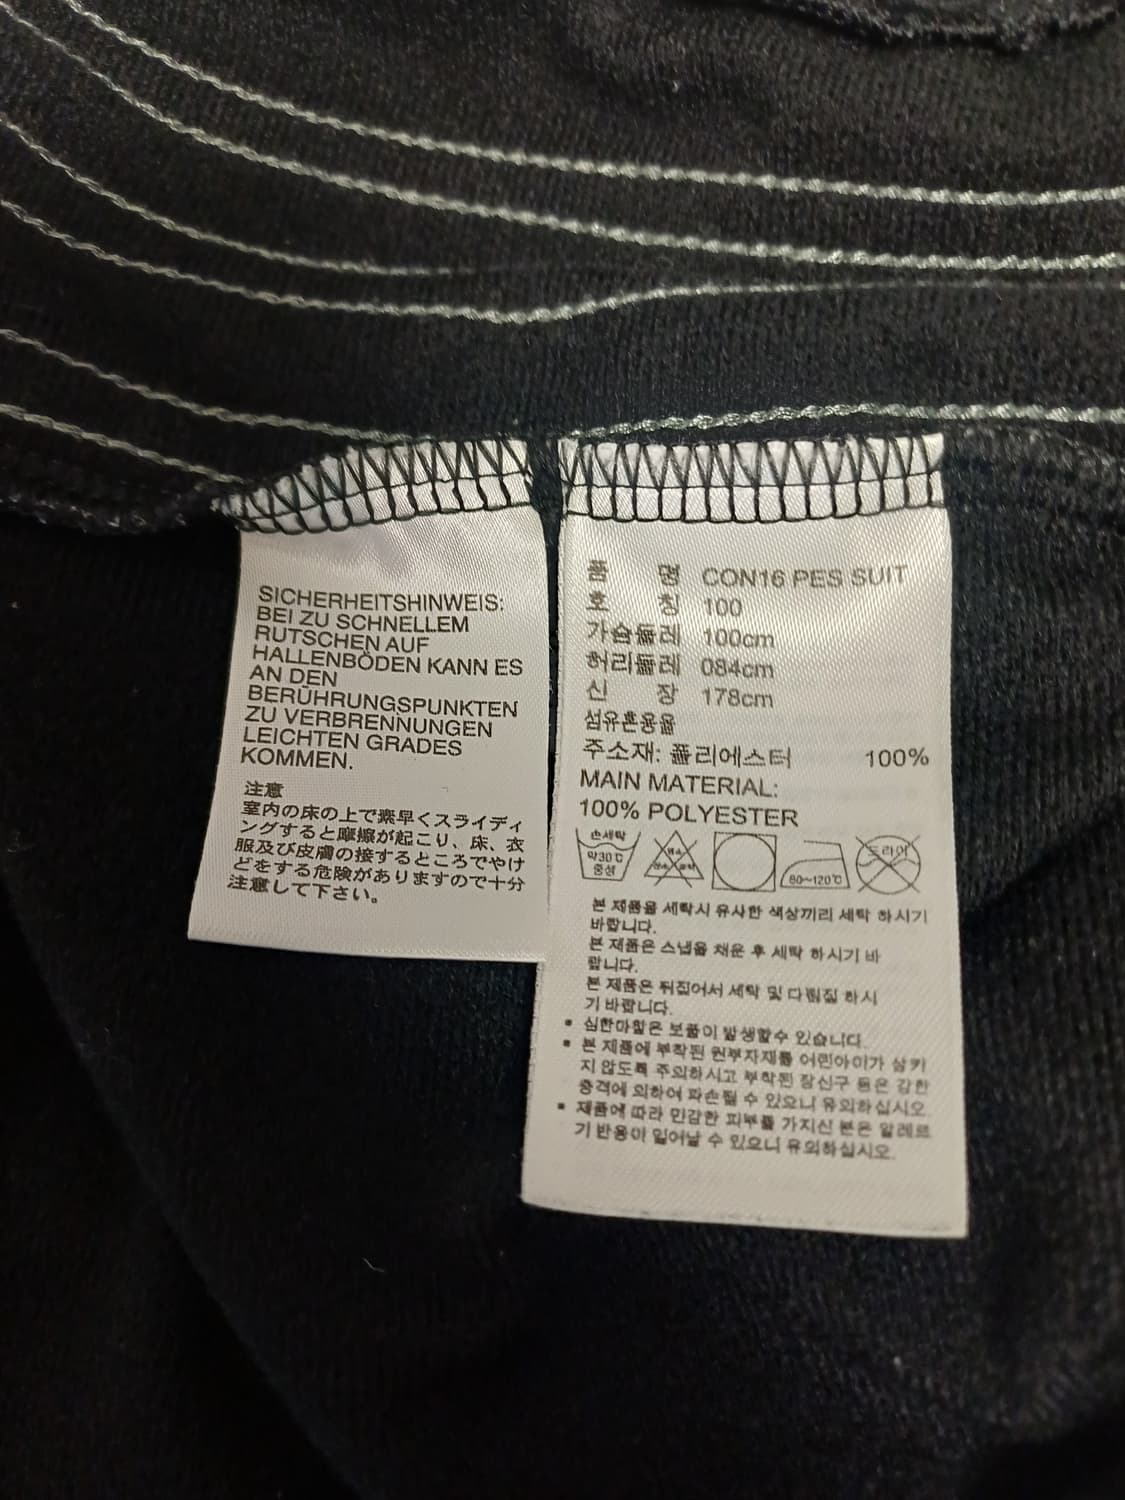 SICHERHEITSHINWEIS:
BEI ZU SCHNELLEM
RUTSCHEN AUF
HALLENBÖDEN KANN ES
AN DEN
BERÜHRUNGSPUNKTEN
ZU VERBRENNUNGEN
LEICHTEN GRADES
KOMMEN.
注意
室内の床の上で素早くスライディ
ングすると摩擦が起こり、床、衣
服及び皮膚の接するところでやけ
どをする危険がありますので十分
注意して下さい。
품 명 CON16 PES SUIT
호 칭 100
가슴둘레 100cm
허리둘레 084cm
신 장 178cm
섬유혼용율
주소재: 폴리에스터 100%
MAIN MATERIAL:
100% POLYESTER
손세탁
약30℃
중성
80~120℃
드라이
본 제품을 세탁시 유사한 색상끼리 세탁 하시기
바랍니다.
본 제품은 스냅을 채운 후 세탁 하시기 바
랍니다.
본 제품은 뒤집어서 세탁 및 다림질 하시
기 바랍니다.
▪ 심한마찰은 보풀이 발생할수 있습니다.
▪ 본 제품에 부착된 원부자재를 어린아이가 삼키
지 않도록 주의하시고 부착된 장신구 등은 강한
충격에 의하여 파손될 수 있으니 유의하십시오.
▪ 제품에 따라 민감한 피부를 가지신 분은 알레르
기 반응이 일어날 수 있으니 유의하십시오.